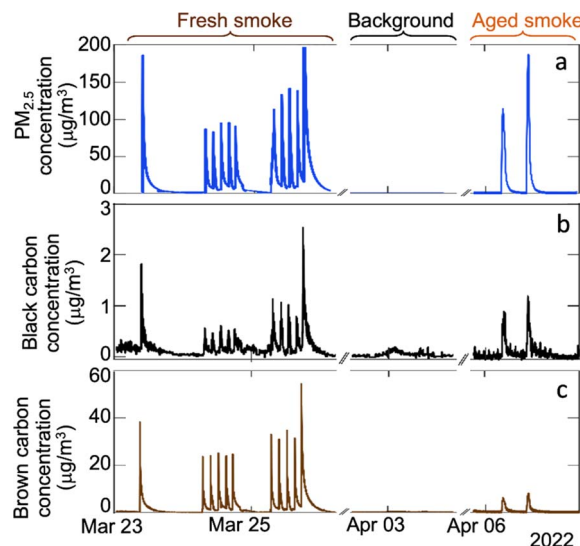 Fresh smoke Background Aged smoke
PM2.5
concentration
(μg/m³)
200
150
100
50
0
a
Black carbon
concentration
(μg/m³)
3
2
1
0
b
Brown carbon
concentration
(μg/m³)
60
40
20
0
c
Mar 23 Mar 25 Apr 03 Apr 06
2022